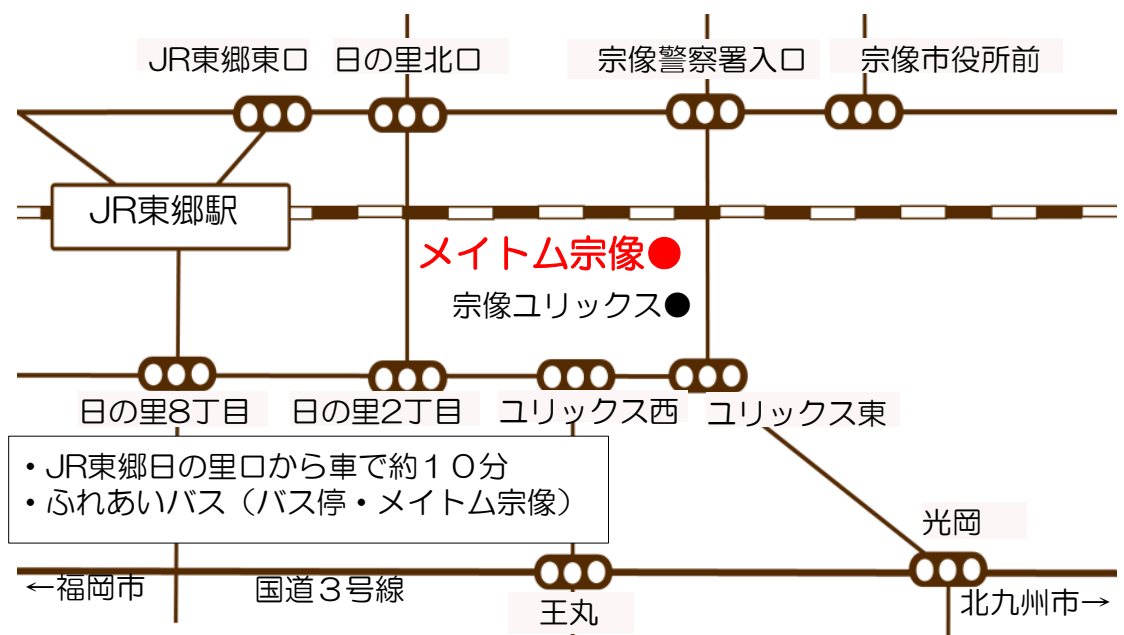 JR東郷東口
日の里北口
宗像警察署入口
宗像市役所前
JR東郷駅
メイトム宗像●
宗像ユリックス●
日の里8丁目
日の里2丁目
ユリックス西
ユリックス東
・JR東郷日の里口から車で約１０分
・ふれあいバス（バス停・メイトム宗像）
光岡
←福岡市
国道３号線
王丸
北九州市→